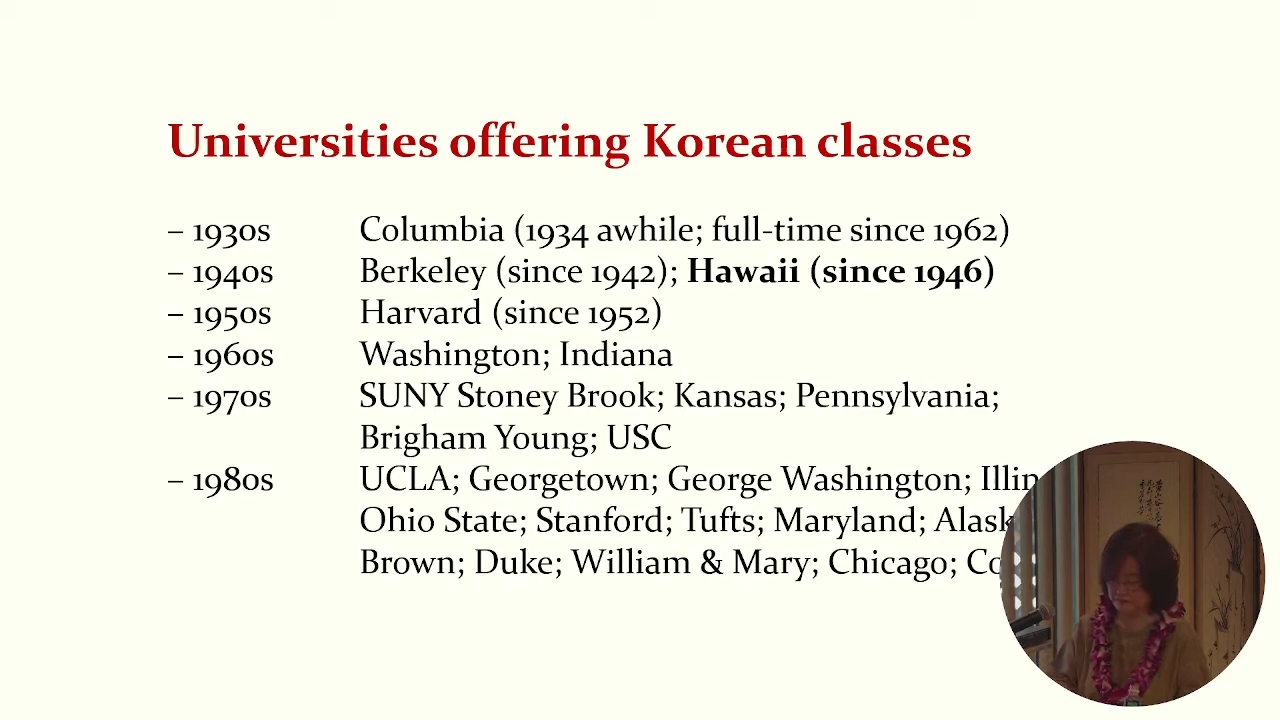 Universities offering Korean classes
– 1930s Columbia (1934 awhile; full-time since 1962)
– 1940s Berkeley (since 1942); Hawaii (since 1946)
– 1950s Harvard (since 1952)
– 1960s Washington; Indiana
– 1970s SUNY Stoney Brook; Kansas; Pennsylvania;
Brigham Young; USC
– 1980s UCLA; Georgetown; George Washington;
Ohio State; Stanford; Tufts; Maryland;
Brown; Duke; William & Mary; Chicago;